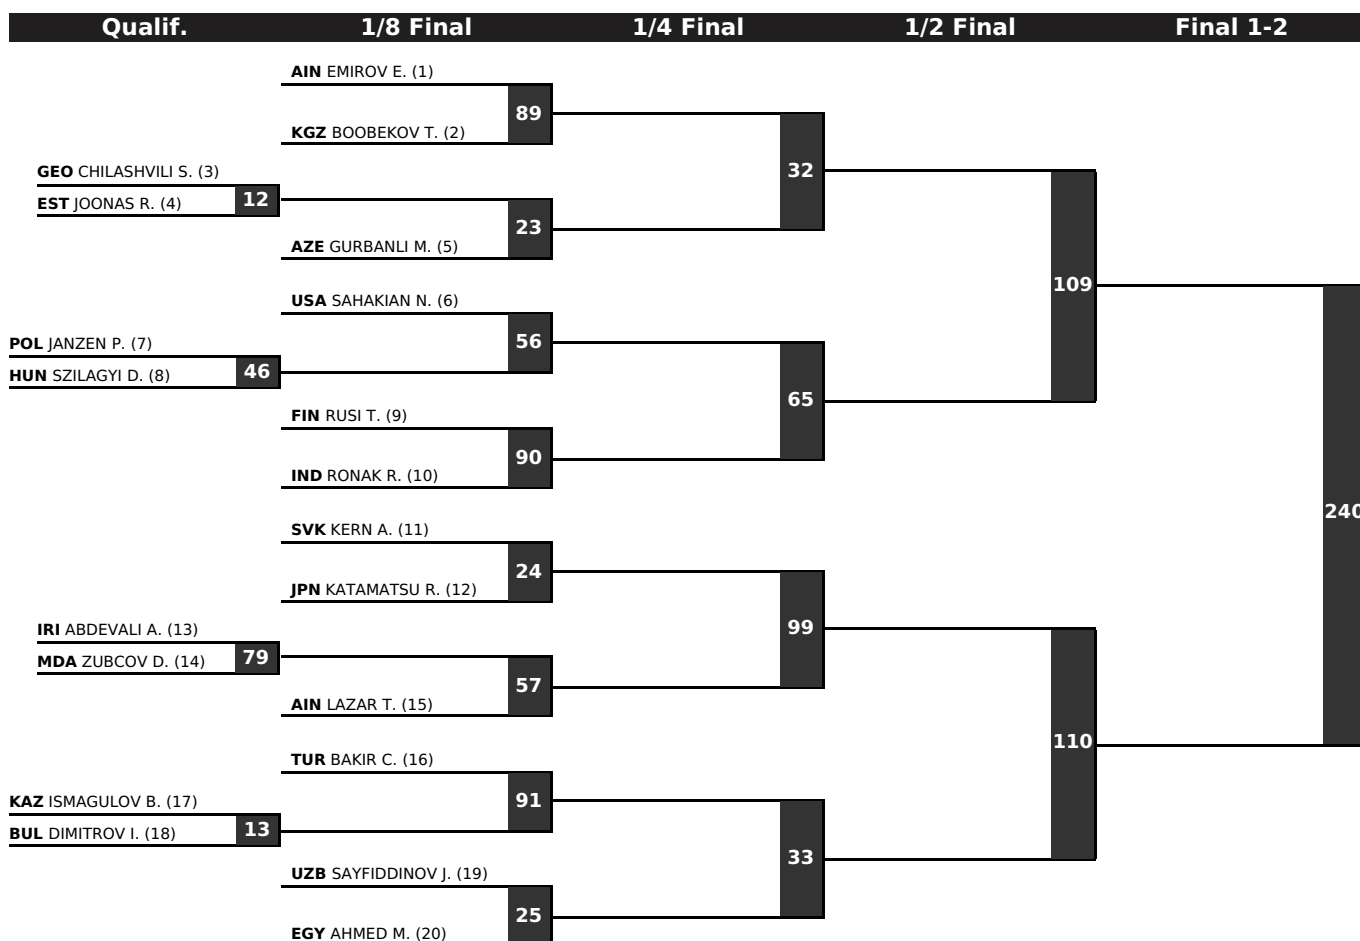 Qualif. 1/8 Final 1/4 Final 1/2 Final Final 1-2
AIN EMIROV E. (1)
89
KGZ BOOBEKOV T. (2)
GEO CHILASHVILI S. (3)
32
EST JOONAS R. (4)
12
23
AZE GURBANLI M. (5)
109
USA SAHAKIAN N. (6)
56
POL JANZEN P. (7)
HUN SZILAGYI D. (8)
46
65
FIN RUSI T. (9)
90
IND RONAK R. (10)
240
SVK KERN A. (11)
24
JPN KATAMATSU R. (12)
IRI ABDEVALI A. (13)
99
MDA ZUBCOV D. (14)
79
57
AIN LAZAR T. (15)
110
TUR BAKIR C. (16)
91
KAZ ISMAGULOV B. (17)
BUL DIMITROV I. (18)
13
33
UZB SAYFIDDINOV J. (19)
25
EGY AHMED M. (20)